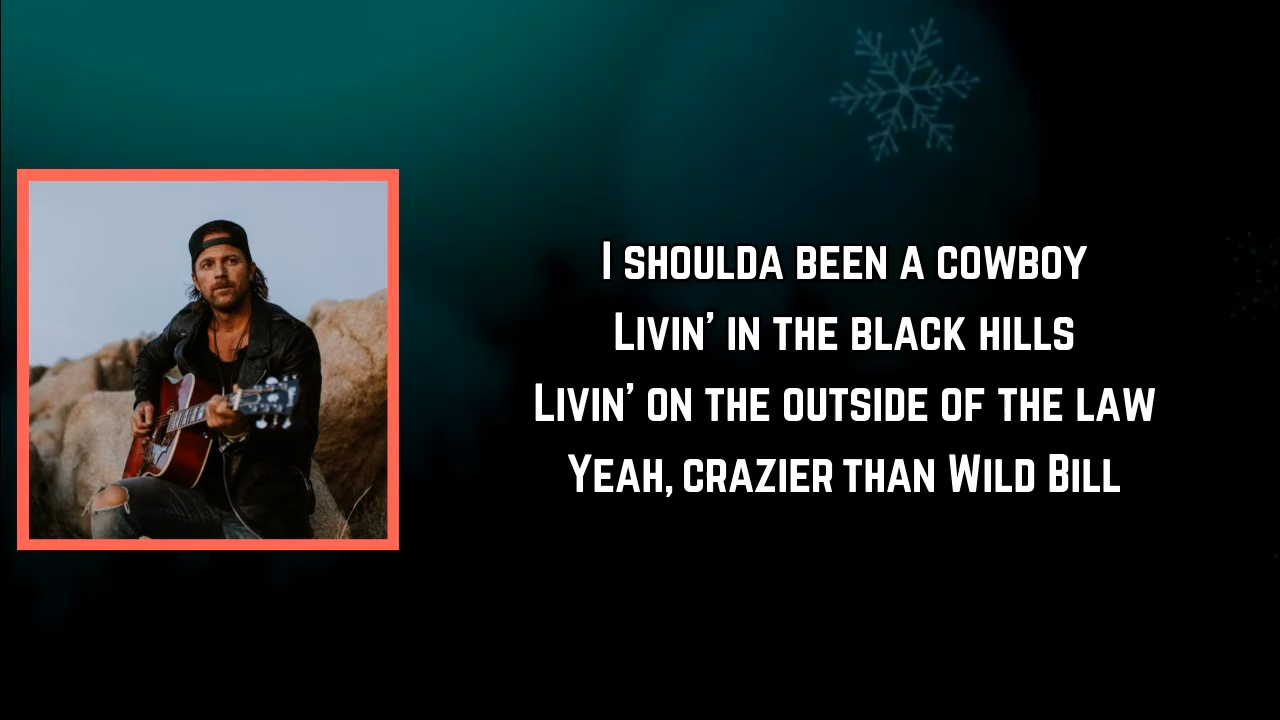 I shoulda been a cowboy
Livin' in the black hills
Livin' on the outside of the law
Yeah, crazier than Wild Bill